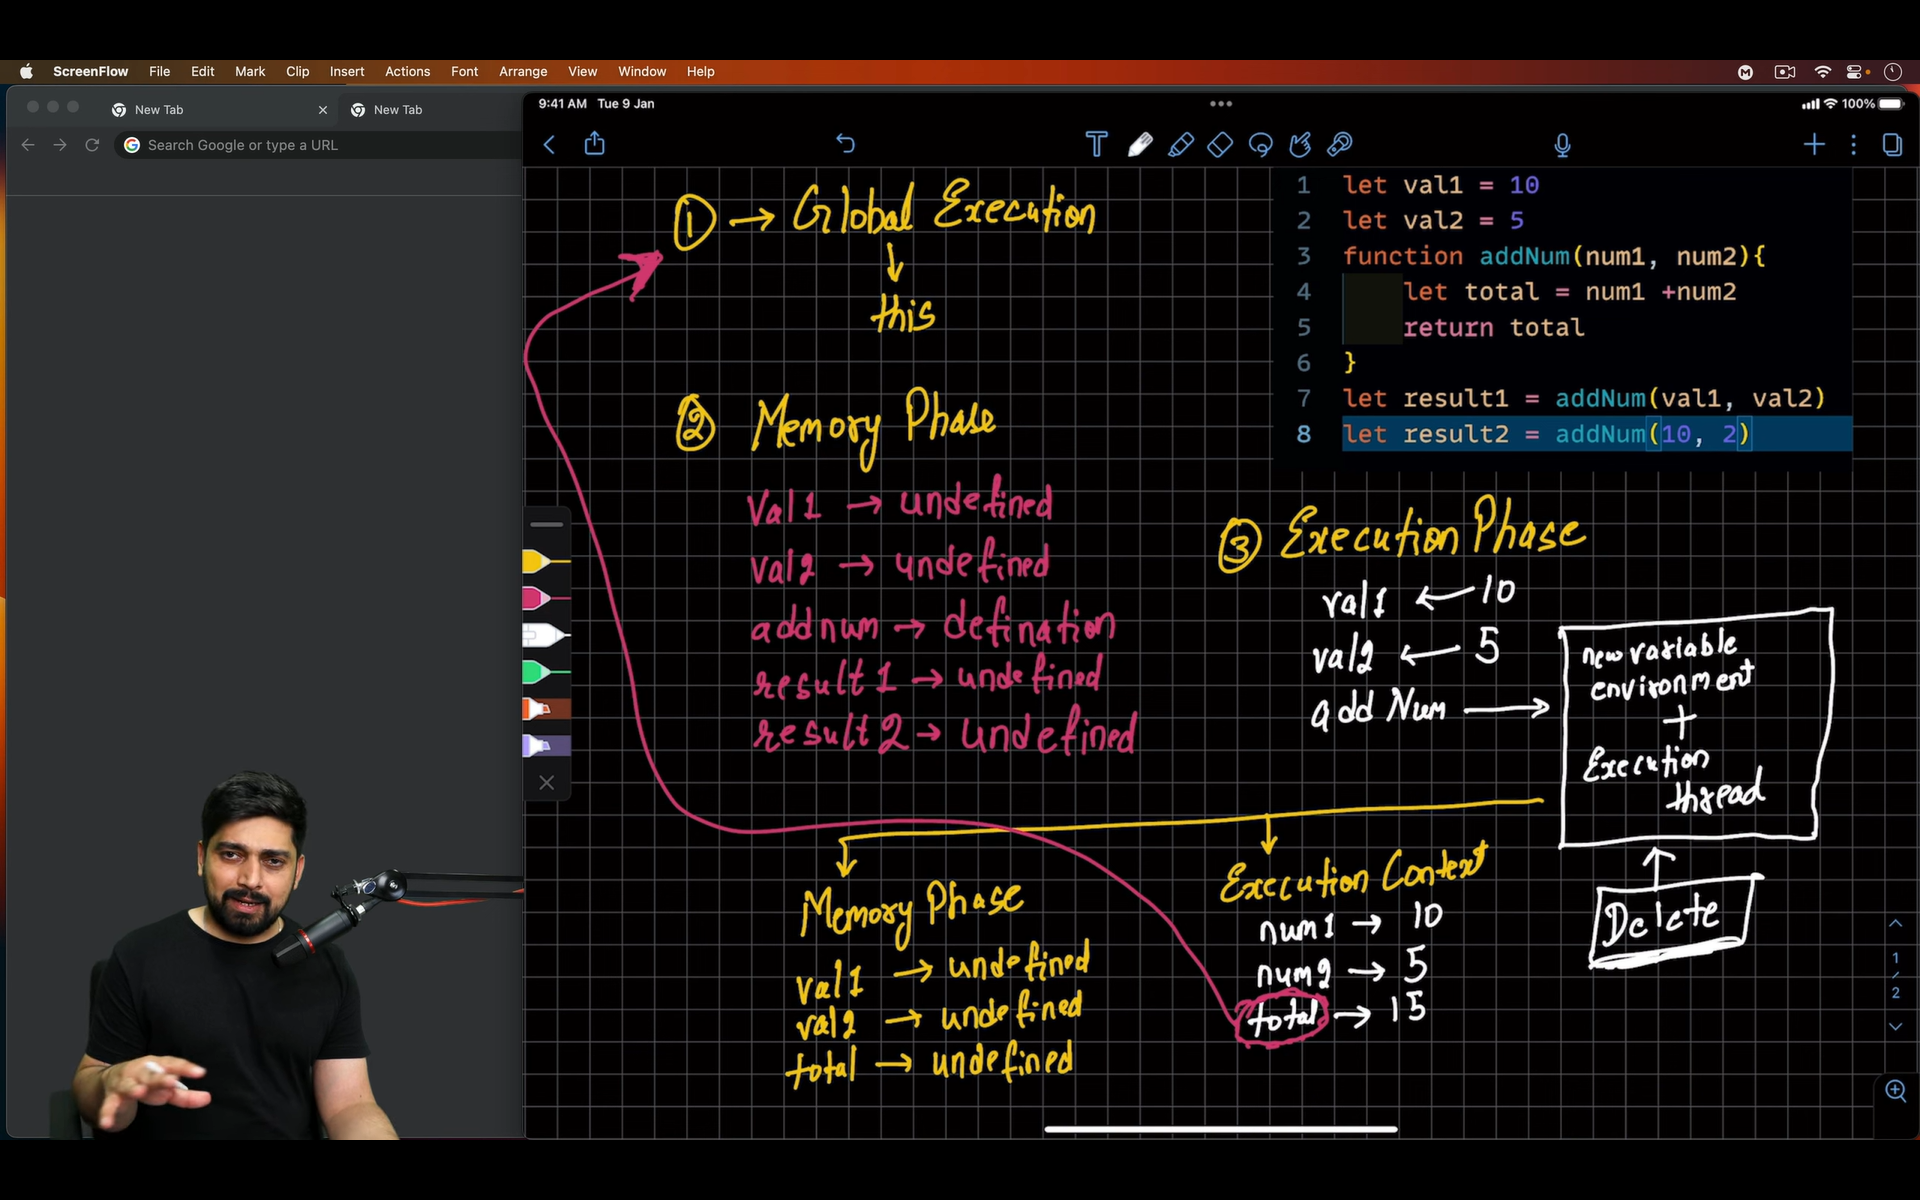 ScreenFlow File Edit Mark Clip Insert Actions Font Arrange View Window Help
New Tab
New Tab
Search Google or type a URL
9:41 AM Tue 9 Jan
100%
① → Global Execution
this
② Memory Phase
Val1 → undefined
val2 → undefined
addnum → defination
result1 → undefined
result2 → undefined
1 let val1 = 10
2 let val2 = 5
3 function addNum(num1, num2){
4 let total = num1 +num2
5 return total
6 }
7 let result1 = addNum(val1, val2)
8 let result2 = addNum(10, 2)
③ Execution Phase
val1 ← 10
val2 ← 5
add Num →
new variable
environment
+
Execution
thread
Delete
Memory Phase
val1 → undefined
val2 → undefined
total → undefined
Execution Context
num1 → 10
num2 → 5
total → 15
1
/
2